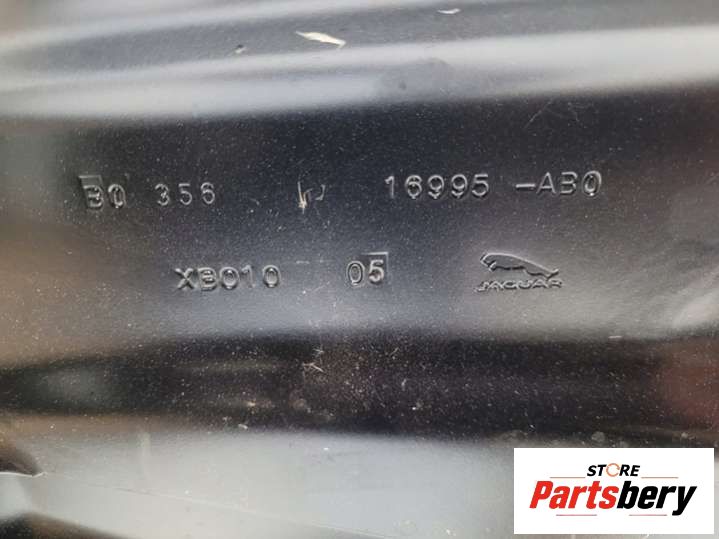 B0 356 16995-AB0
XB010 05
JAGUAR
STORE
Partsbery